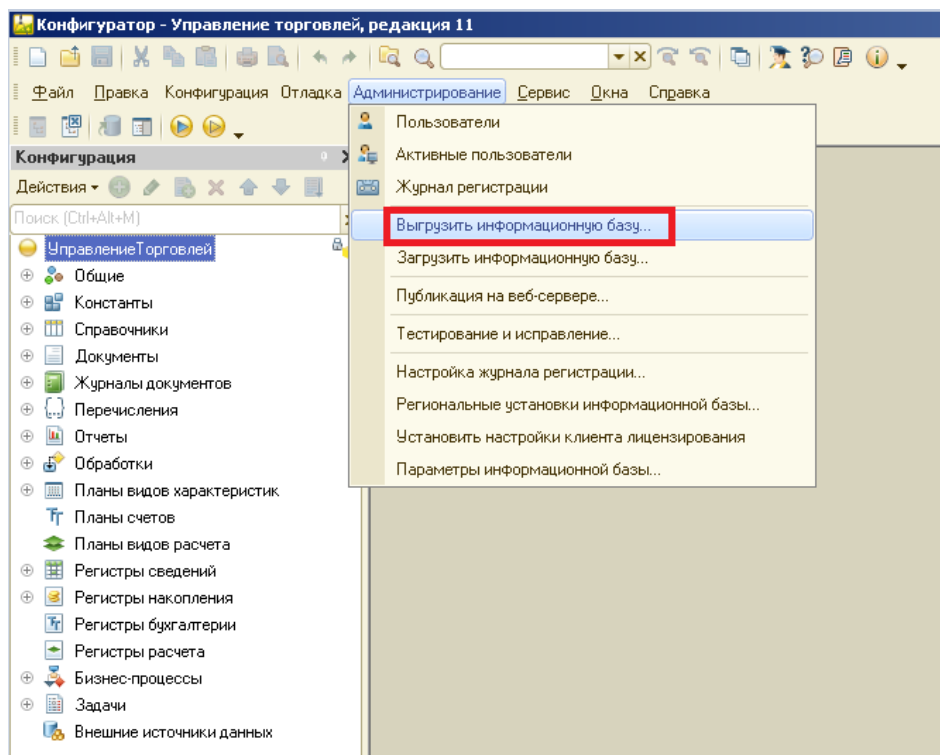 Конфигуратор - Управление торговлей, редакция 11
Файл Правка Конфигурация Отладка Администрирование Сервис Окна Справка
Пользователи
Активные пользователи
Журнал регистрации
Выгрузить информационную базу...
Загрузить информационную базу...
Публикация на веб-сервере...
Тестирование и исправление...
Настройка журнала регистрации...
Региональные установки информационной базы...
Установить настройки клиента лицензирования
Параметры информационной базы...
Конфигурация
Действия
Поиск (Ctrl+Alt+M)
УправлениеТорговлей
Общие
Константы
Справочники
Документы
Журналы документов
Перечисления
Отчеты
Обработки
Планы видов характеристик
Планы счетов
Планы видов расчета
Регистры сведений
Регистры накопления
Регистры бухгалтерии
Регистры расчета
Бизнес-процессы
Задачи
Внешние источники данных